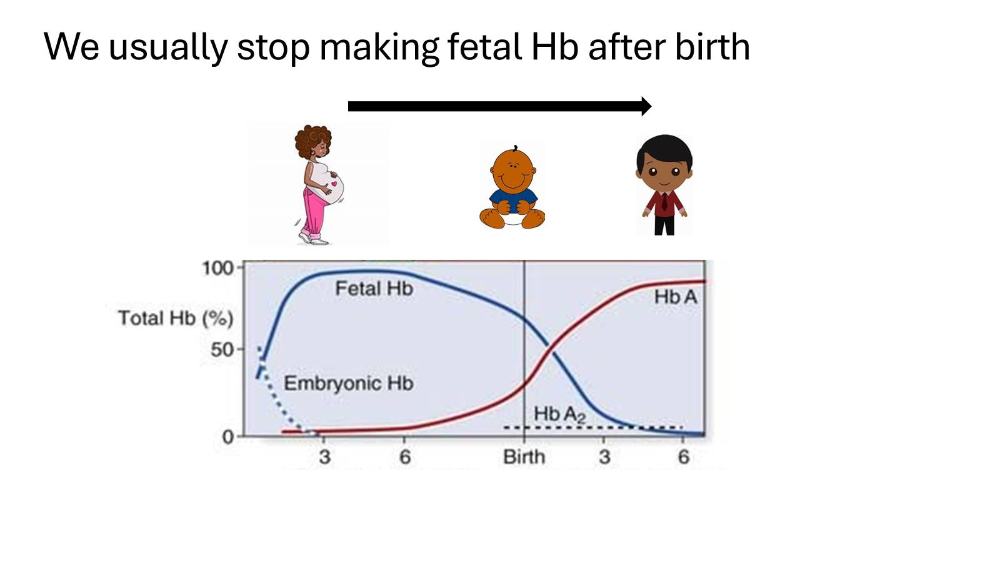 We usually stop making fetal Hb after birth
100
Fetal Hb
Hb A
Total Hb (%)
50
Embryonic Hb
Hb A2
0
3 6 Birth 3 6